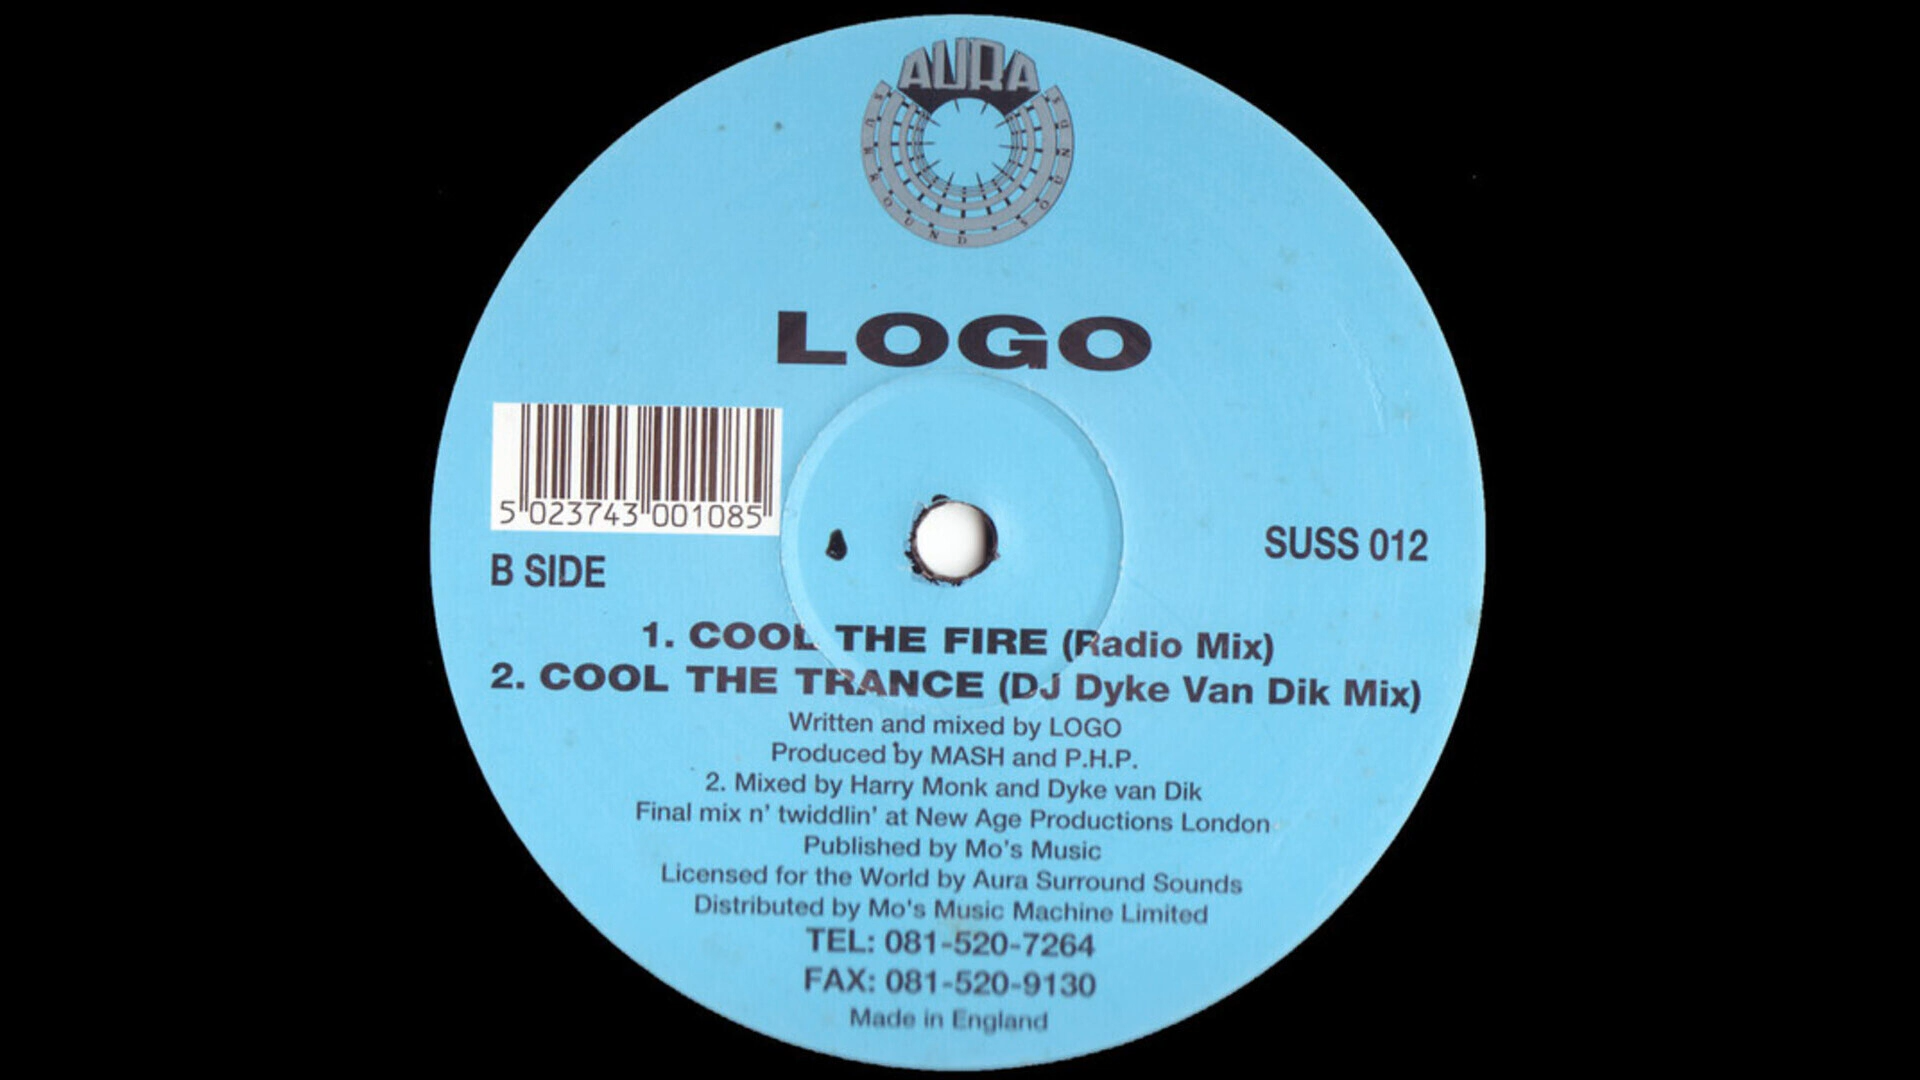 AURA
SURROUND SOUNDS
LOGO
5 023743 001085
B SIDE
SUSS 012
1. COOL THE FIRE (Radio Mix)
2. COOL THE TRANCE (DJ Dyke Van Dik Mix)
Written and mixed by LOGO
Produced by MASH and P.H.P.
2. Mixed by Harry Monk and Dyke van Dik
Final mix n' twiddlin' at New Age Productions London
Published by Mo's Music
Licensed for the World by Aura Surround Sounds
Distributed by Mo's Music Machine Limited
TEL: 081-520-7264
FAX: 081-520-9130
Made in England